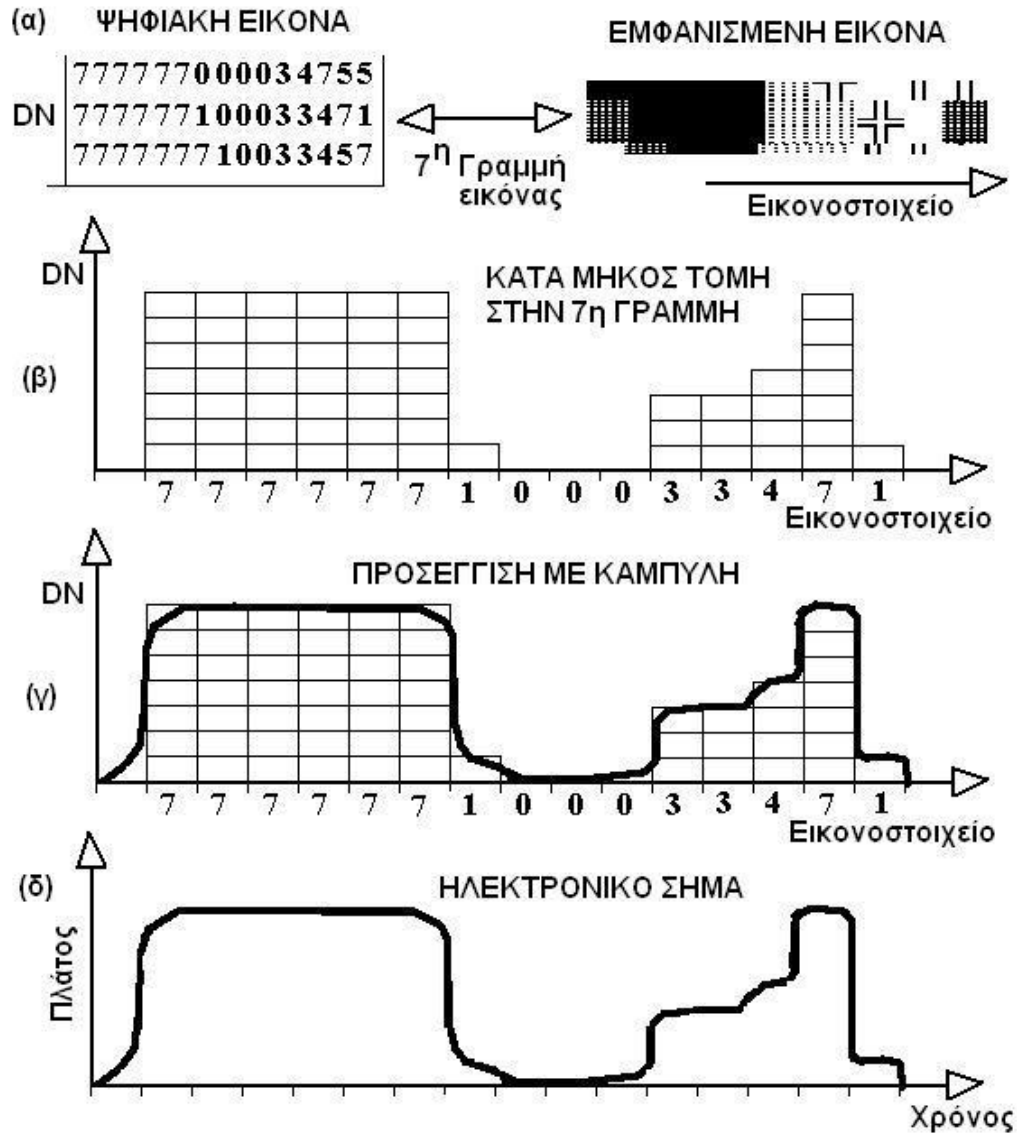 (α) ΨΗΦΙΑΚΗ ΕΙΚΟΝΑ
ΕΜΦΑΝΙΣΜΕΝΗ ΕΙΚΟΝΑ
777777000034755
DN 777777100033471
777777710033457
7η Γραμμή
εικόνας
Εικονοστοιχείο
DN
ΚΑΤΑ ΜΗΚΟΣ ΤΟΜΗ
ΣΤΗΝ 7η ΓΡΑΜΜΗ
(β)
7 7 7 7 7 7 1 0 0 0 3 3 4 7 1
Εικονοστοιχείο
ΠΡΟΣΕΓΓΙΣΗ ΜΕ ΚΑΜΠΥΛΗ
DN
(γ)
7 7 7 7 7 7 1 0 0 0 3 3 4 7 1
Εικονοστοιχείο
(δ)
ΗΛΕΚΤΡΟΝΙΚΟ ΣΗΜΑ
Πλάτος
Χρόνος